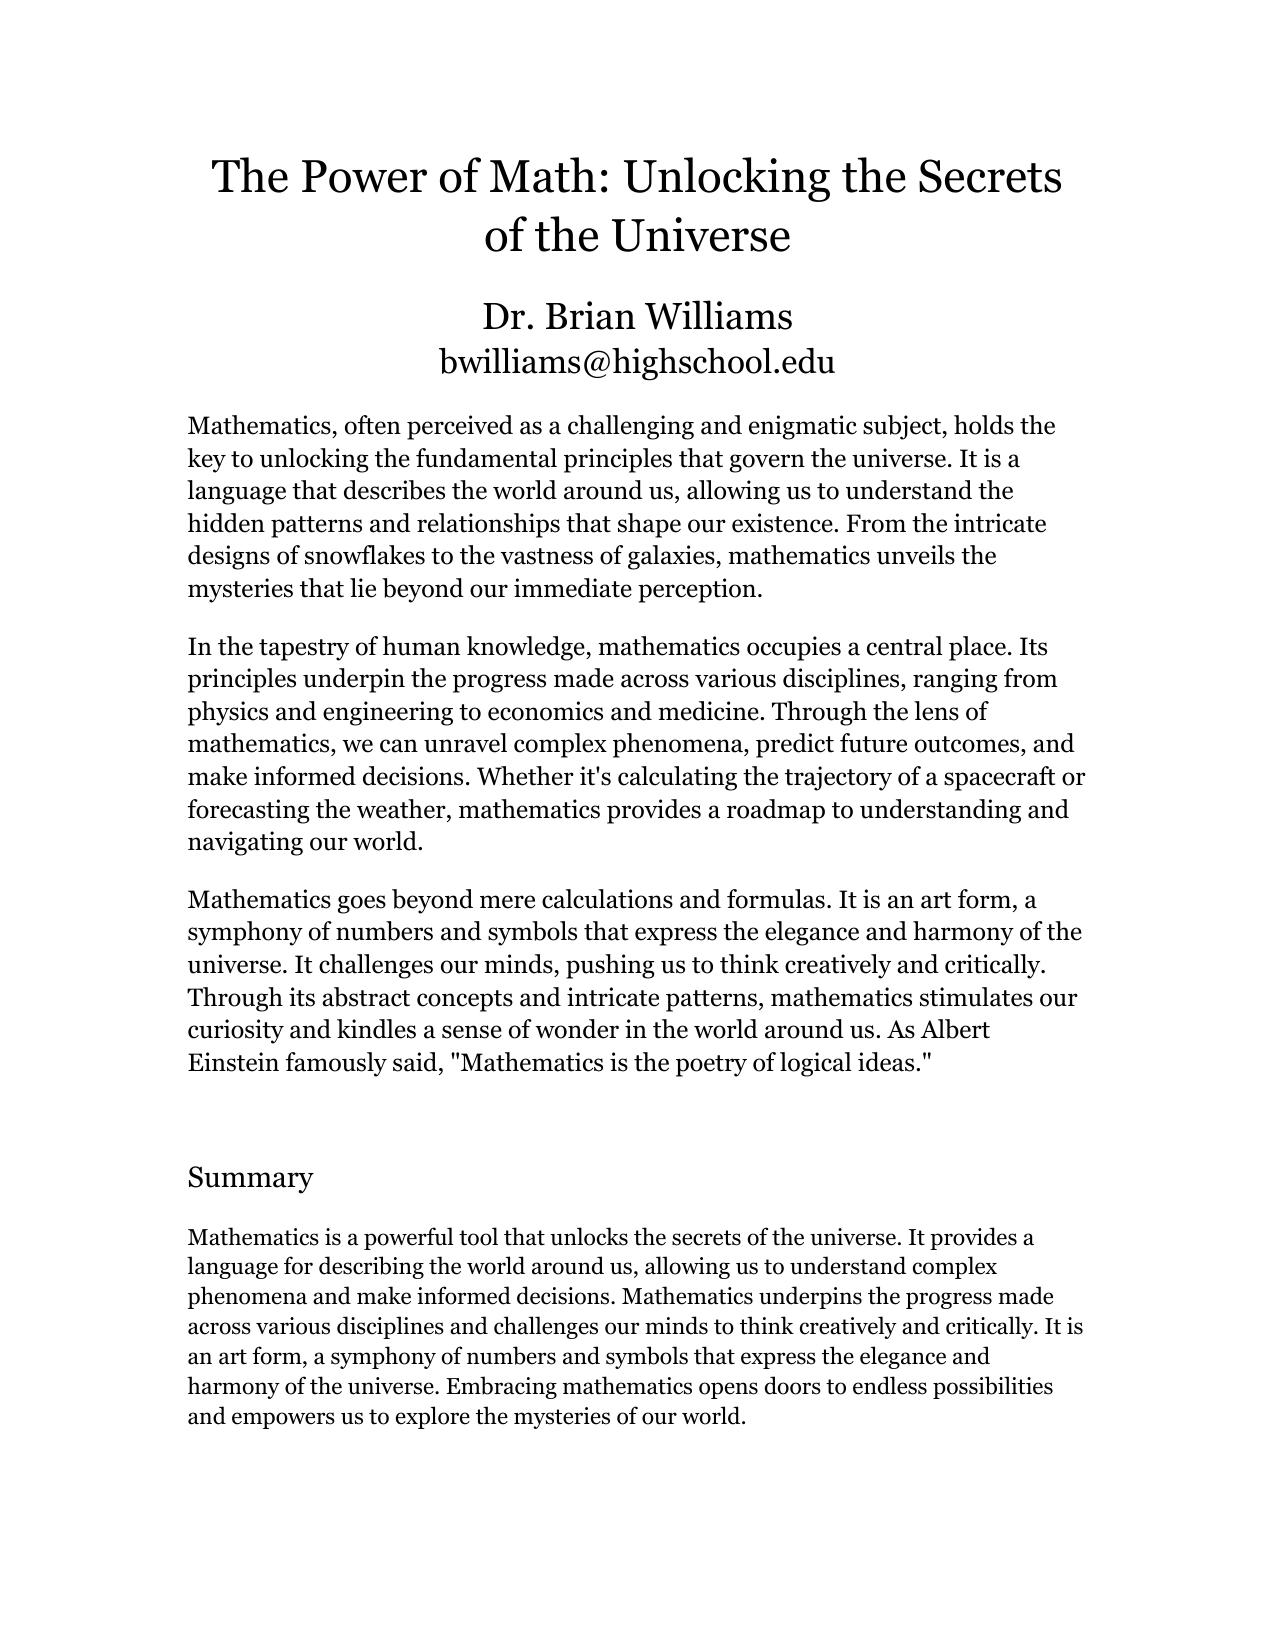 The Power of Math: Unlocking the Secrets
of the Universe
Dr. Brian Williams
bwilliams@highschool.edu
Mathematics, often perceived as a challenging and enigmatic subject, holds the
key to unlocking the fundamental principles that govern the universe. It is a
language that describes the world around us, allowing us to understand the
hidden patterns and relationships that shape our existence. From the intricate
designs of snowflakes to the vastness of galaxies, mathematics unveils the
mysteries that lie beyond our immediate perception.
In the tapestry of human knowledge, mathematics occupies a central place. Its
principles underpin the progress made across various disciplines, ranging from
physics and engineering to economics and medicine. Through the lens of
mathematics, we can unravel complex phenomena, predict future outcomes, and
make informed decisions. Whether it's calculating the trajectory of a spacecraft or
forecasting the weather, mathematics provides a roadmap to understanding and
navigating our world.
Mathematics goes beyond mere calculations and formulas. It is an art form, a
symphony of numbers and symbols that express the elegance and harmony of the
universe. It challenges our minds, pushing us to think creatively and critically.
Through its abstract concepts and intricate patterns, mathematics stimulates our
curiosity and kindles a sense of wonder in the world around us. As Albert
Einstein famously said, "Mathematics is the poetry of logical ideas."
Summary
Mathematics is a powerful tool that unlocks the secrets of the universe. It provides a
language for describing the world around us, allowing us to understand complex
phenomena and make informed decisions. Mathematics underpins the progress made
across various disciplines and challenges our minds to think creatively and critically. It is
an art form, a symphony of numbers and symbols that express the elegance and
harmony of the universe. Embracing mathematics opens doors to endless possibilities
and empowers us to explore the mysteries of our world.